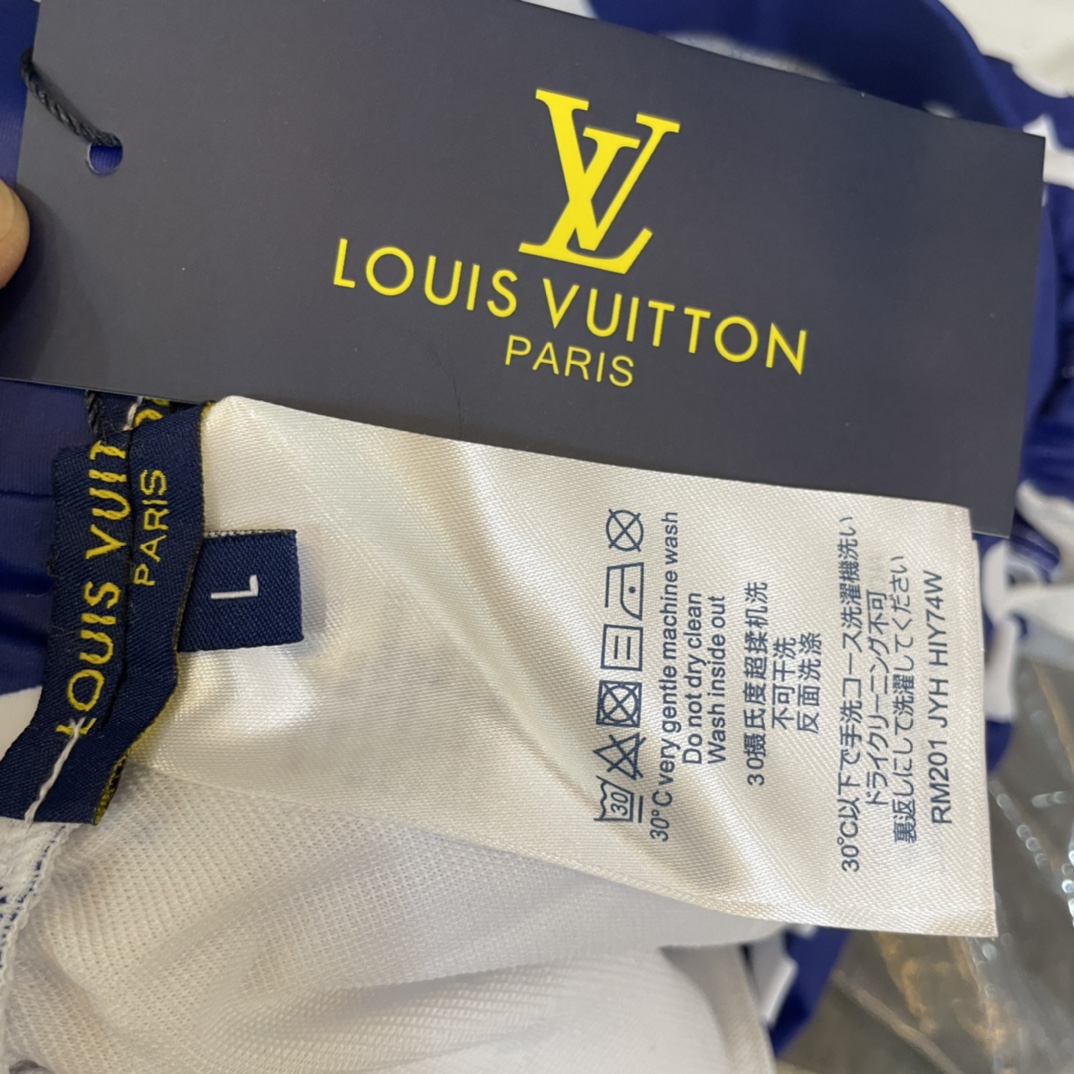 LV
LOUIS VUITTON
PARIS
LOUIS VUIT
PARIS
L
30
30°C very gentle machine wash
Do not dry clean
Wash inside out
30摄氏度超揉机洗
不可干洗
反面洗涤
30°C以下で手洗コース洗濯機洗い
ドライクリーニング不可
裏返しにして洗濯してください
RM201 JYH HIY74W